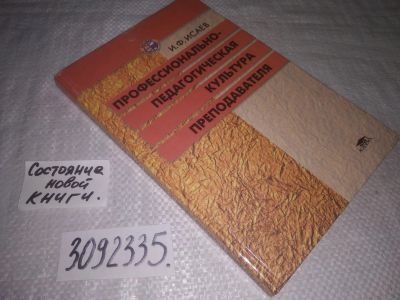 И.Ф.ИСАЕВ
ПРОФЕССИОНАЛЬНО-
ПЕДАГОГИЧЕСКАЯ
КУЛЬТУРА
ПРЕПОДАВАТЕЛЯ
Состояние
новой
книги.
3092335.